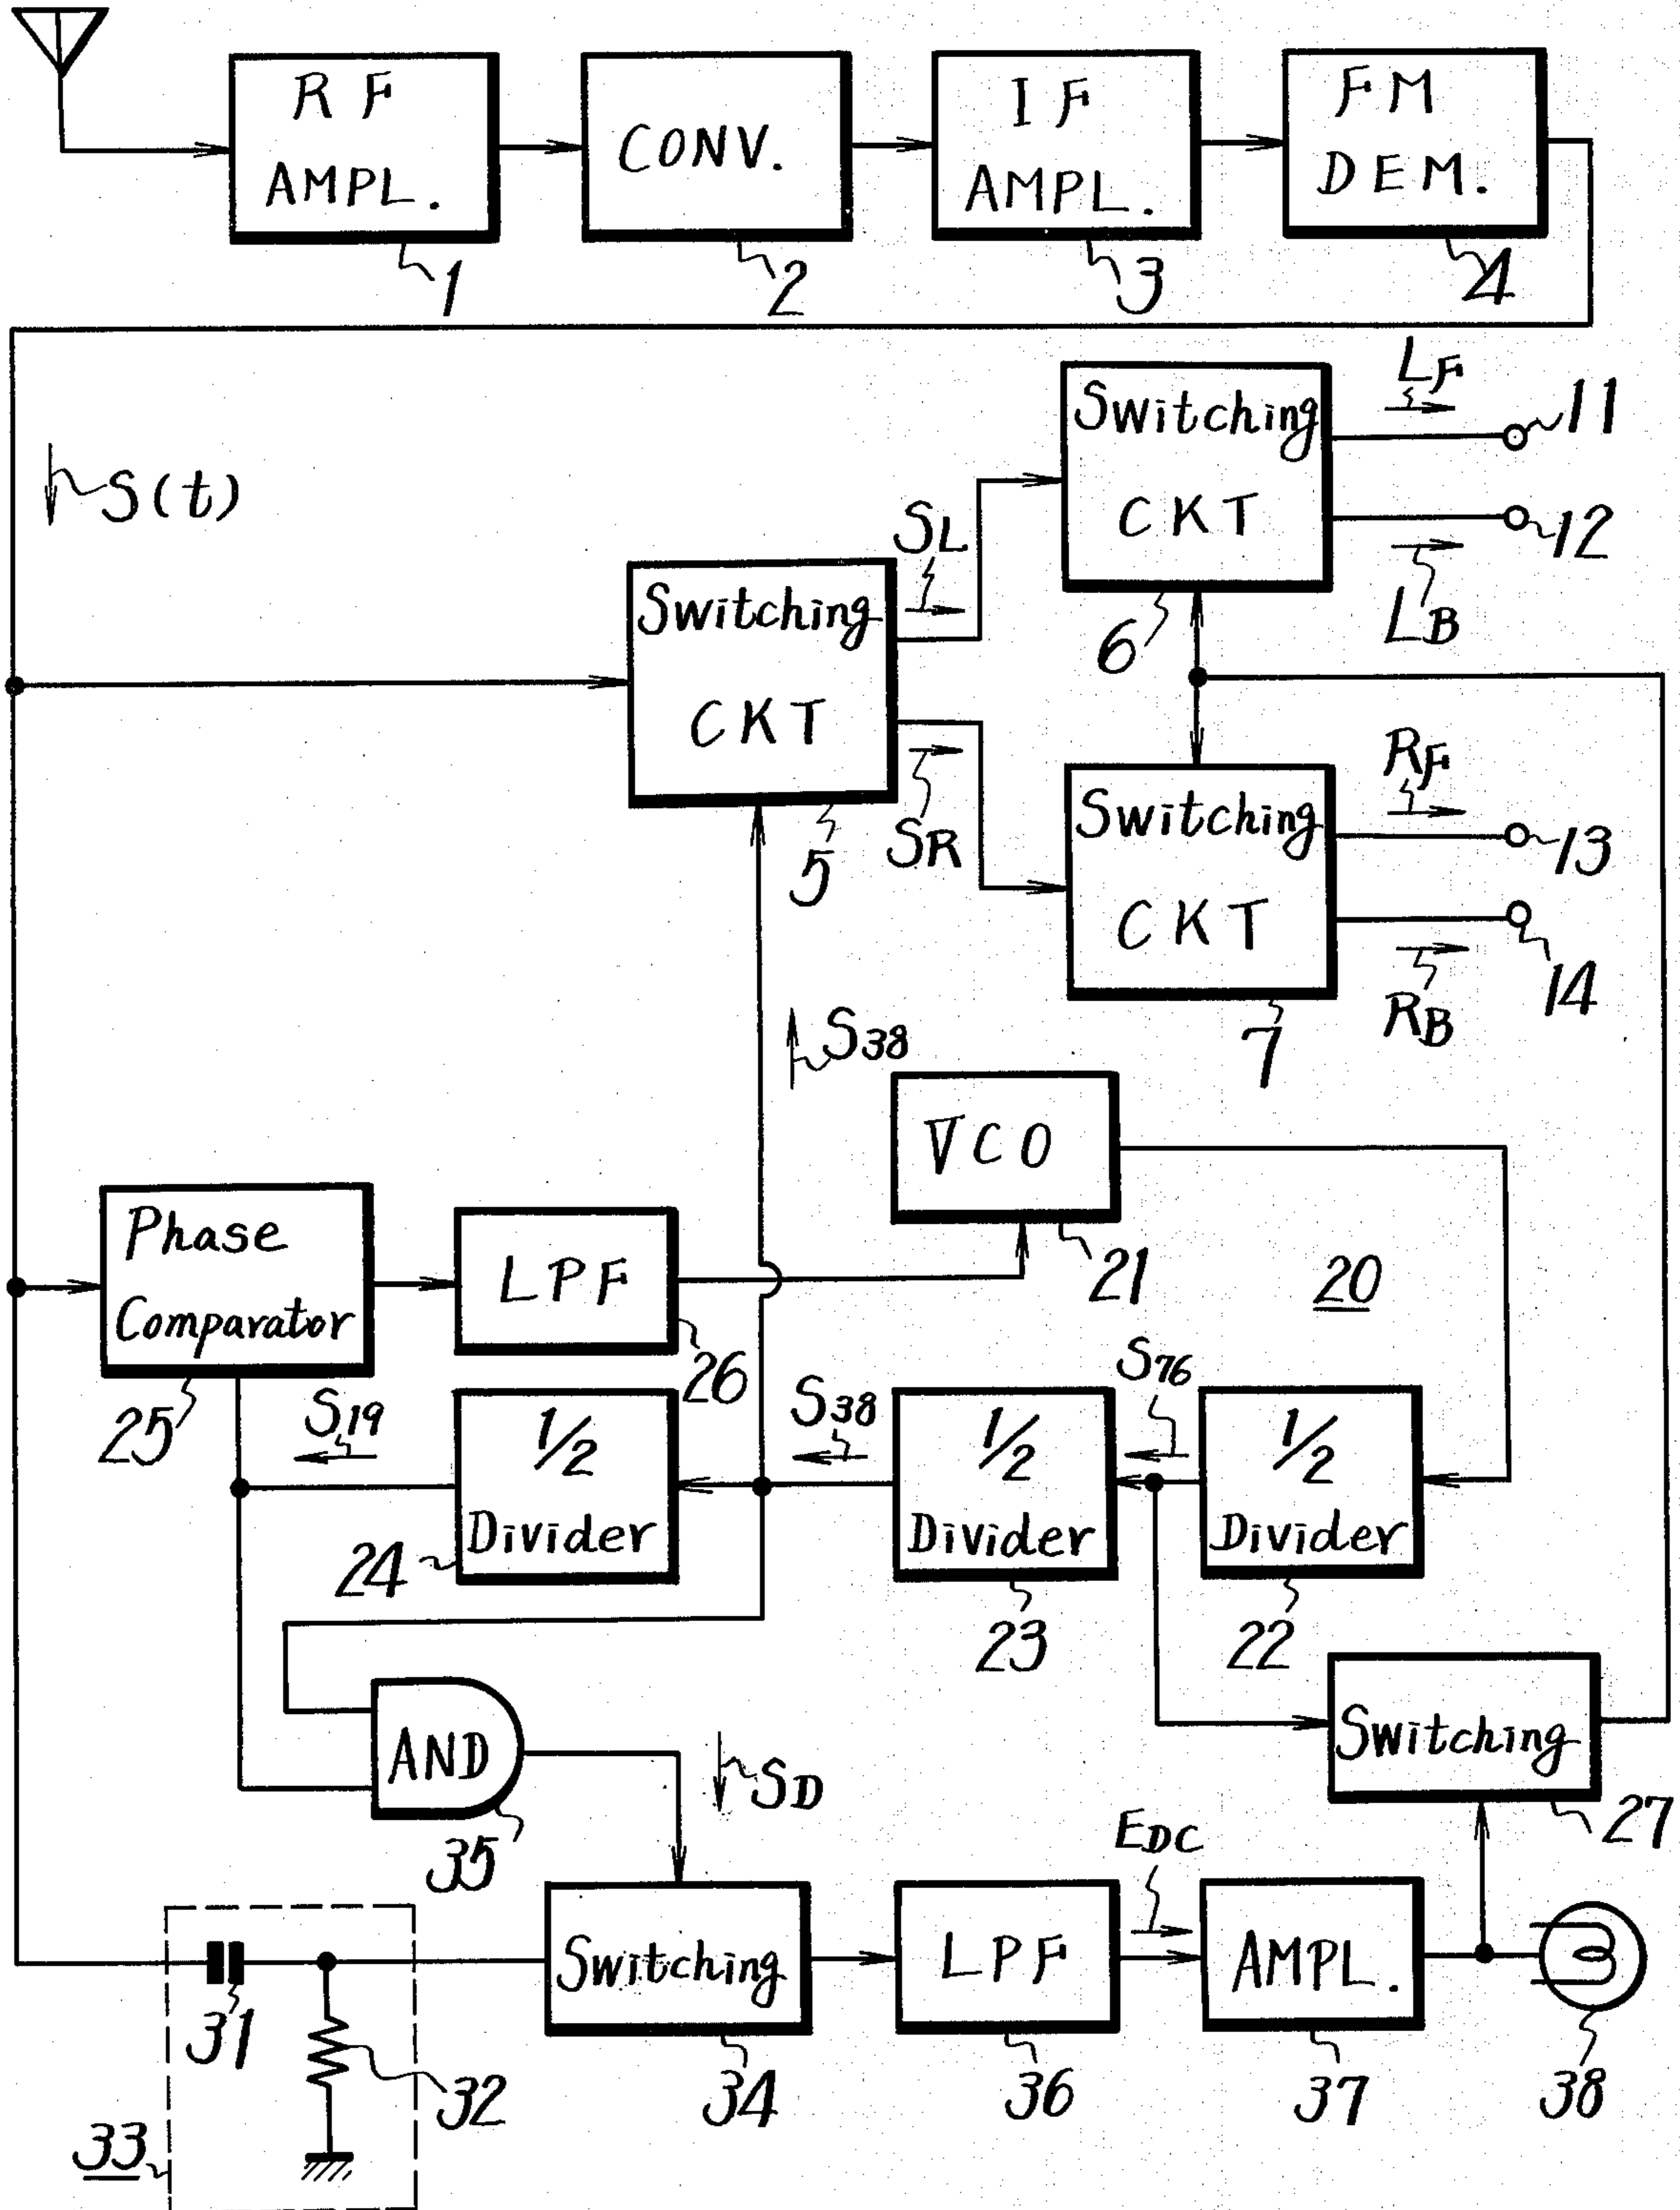 RF
AMPL.
1
CONV.
2
IF
AMPL.
3
FM
DEM.
4
S(t)
Switching
CKT
5
SL
SR
Switching
CKT
6
LF
11
12
LB
Switching
CKT
7
RF
13
14
RB
S38
VCO
21
20
Phase
Comparator
25
LPF
26
S19
1/2
Divider
24
S38
1/2
Divider
23
S76
1/2
Divider
22
AND
35
SD
Switching
27
EDC
31
32
33
Switching
34
LPF
36
AMPL.
37
38